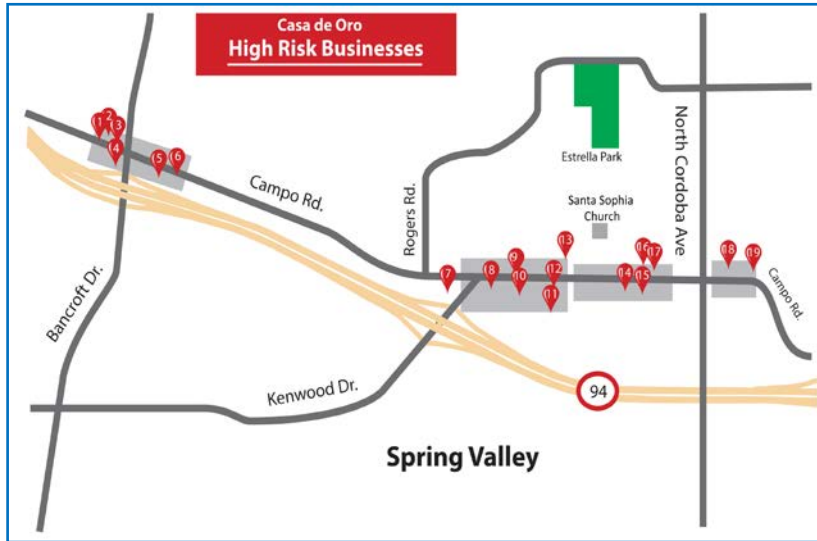 Casa de Oro
High Risk Businesses
Estrella Park
North Cordoba Ave
Santa Sophia
Church
Rogers Rd.
Campo Rd.
Bancroft Dr.
Kenwood Dr.
Campo Rd.
94
Spring Valley
1
2
3
4
5
6
7
8
9
10
11
12
13
14
15
16
17
18
19